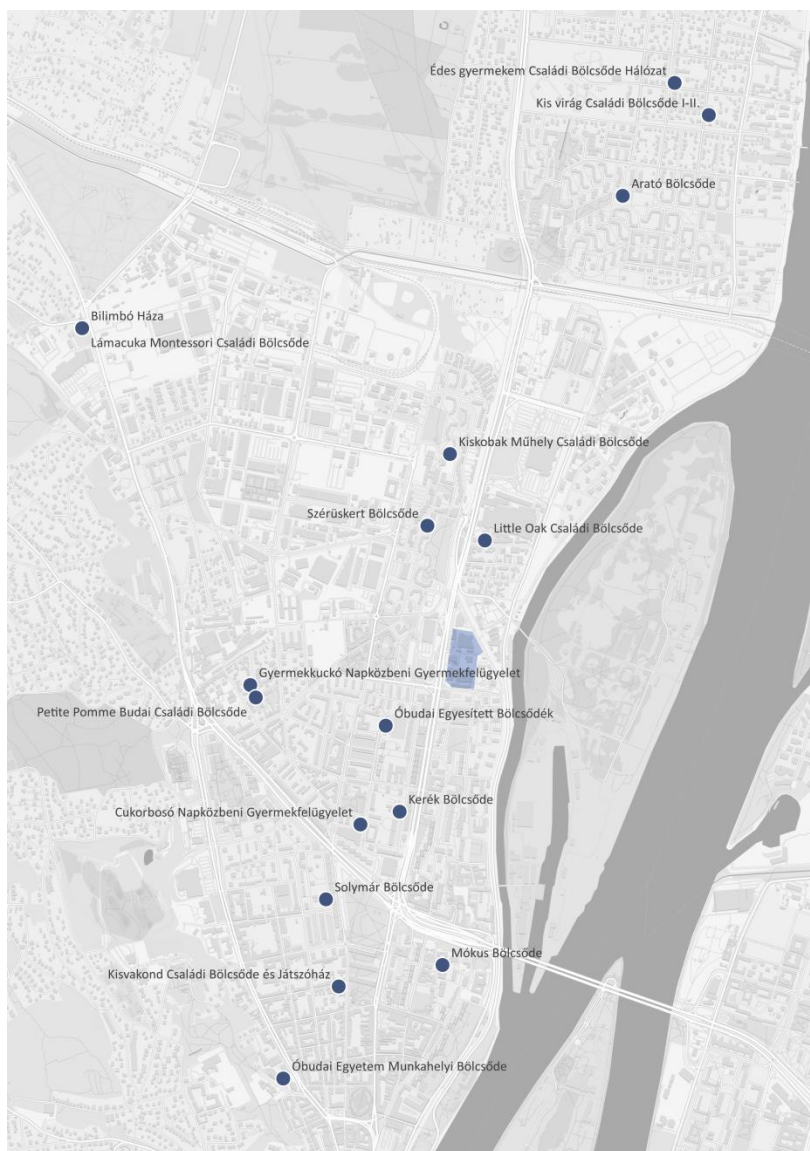 Édes gyermekem Családi Bölcsőde Hálózat
Kis virág Családi Bölcsőde I-II.
Arató Bölcsőde
Bilimbó Háza
Lámacuka Montessori Családi Bölcsőde
Kiskobak Műhely Családi Bölcsőde
Szérüskert Bölcsőde
Little Oak Családi Bölcsőde
Gyermekkuckó Napközbeni Gyermekfelügyelet
Petite Pomme Budai Családi Bölcsőde
Óbudai Egyesített Bölcsődék
Kerék Bölcsőde
Cukorbosó Napközbeni Gyermekfelügyelet
Solymár Bölcsőde
Mókus Bölcsőde
Kisvakond Családi Bölcsőde és Játszóház
Óbudai Egyetem Munkahelyi Bölcsőde